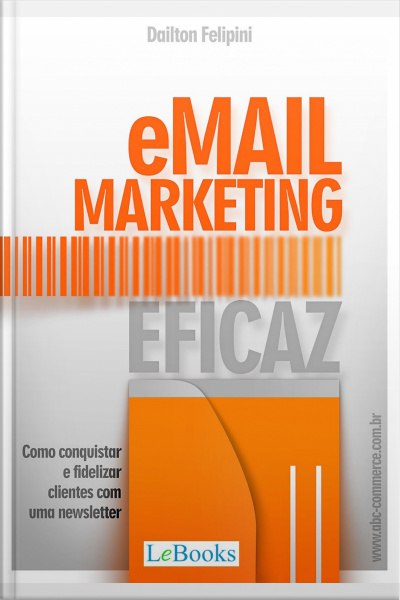 Dailton Felipini
eMAIL
MARKETING
EFICAZ
Como conquistar
e fidelizar
clientes com
uma newsletter
www.abc-commerce.com.br
LeBooks